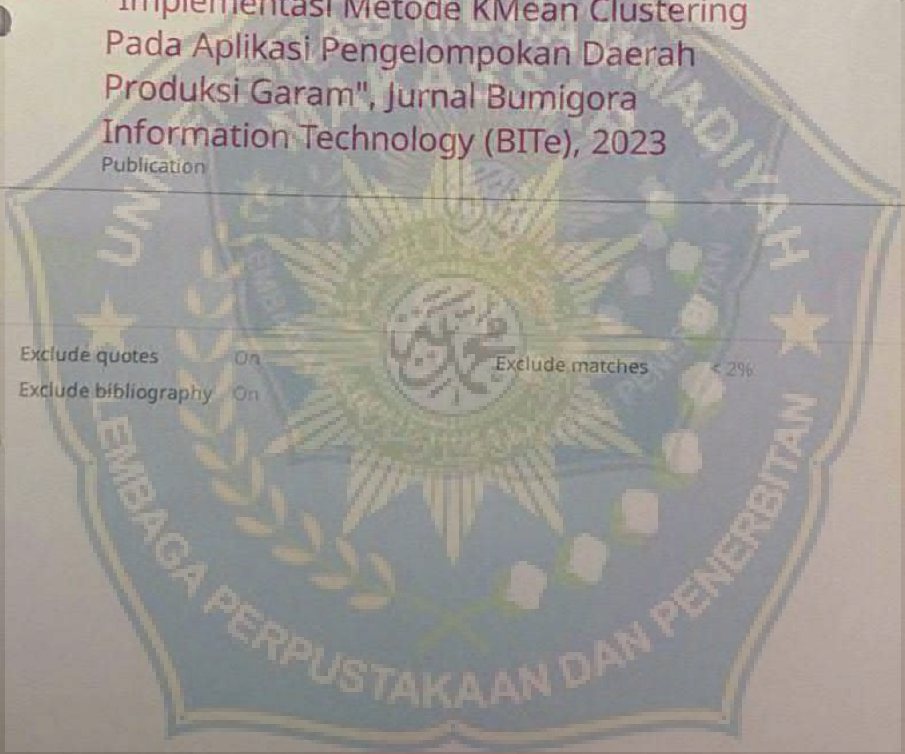 "Implementasi Metode KMean Clustering
Pada Aplikasi Pengelompokan Daerah
Produksi Garam", Jurnal Bumigora
Information Technology (BITe), 2023
Publication
Exclude quotes On
Exclude matches < 2%
Exclude bibliography On
MUHAMMADIYAH
LEMBAGA PERPUSTAKAAN DAN PENERBITAN